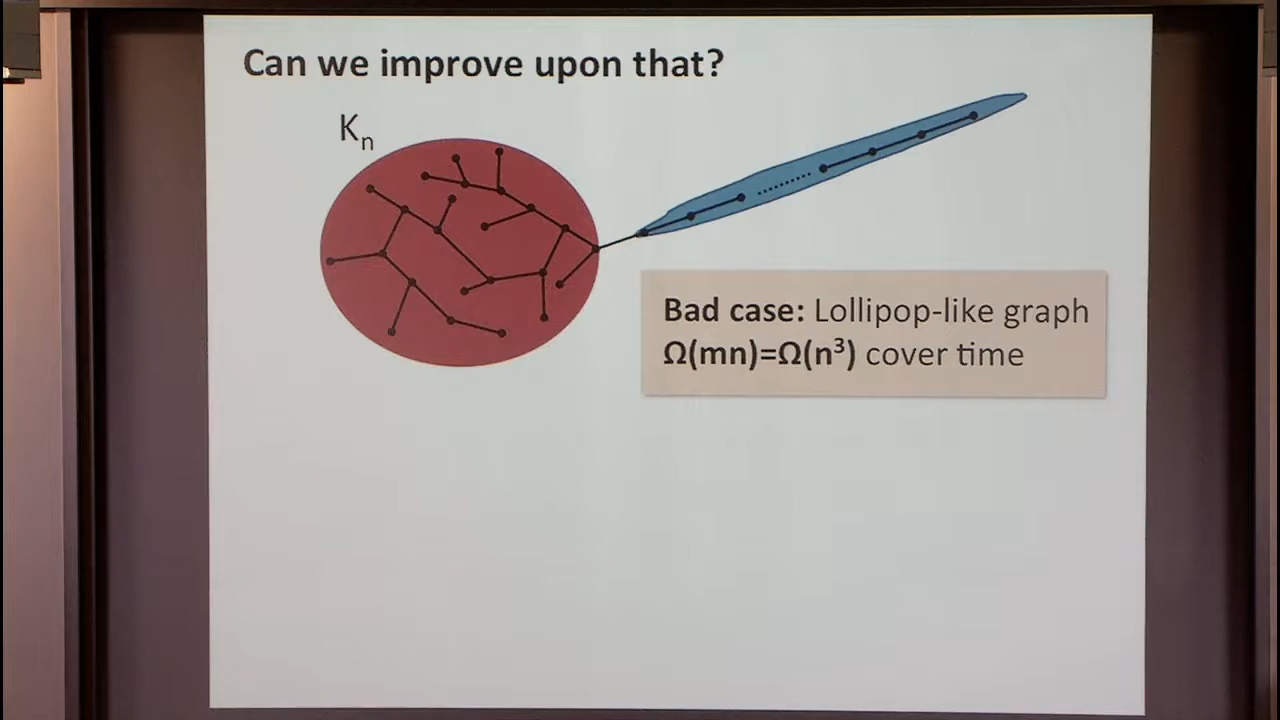 Can we improve upon that?
Kₙ
Bad case: Lollipop-like graph
Ω(mn)=Ω(n³) cover time